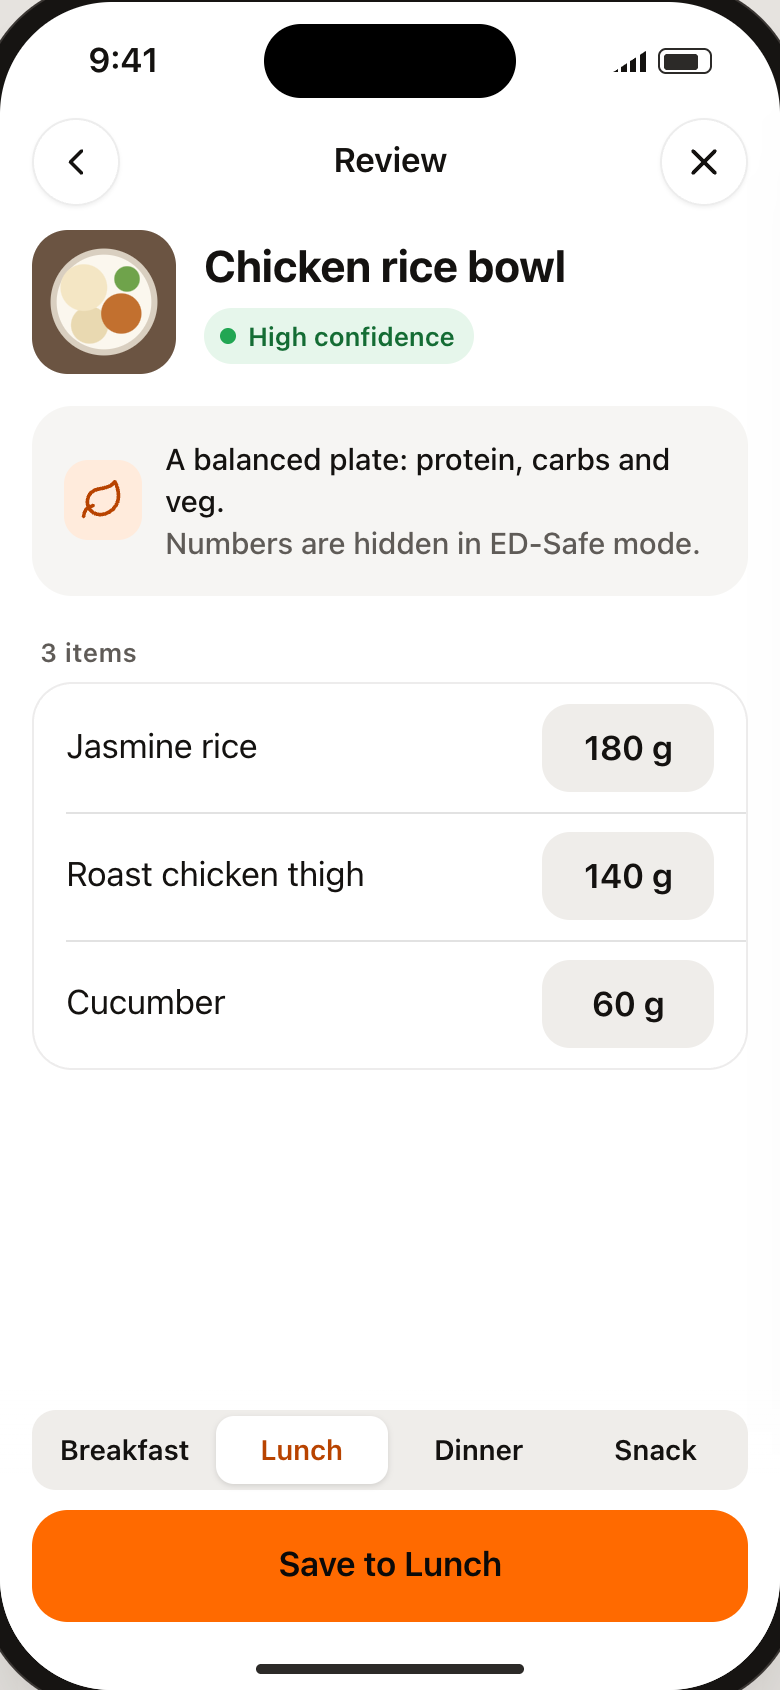 9:41
Review
Chicken rice bowl
High confidence
A balanced plate: protein, carbs and
veg.
Numbers are hidden in ED-Safe mode.
3 items
Jasmine rice
180 g
Roast chicken thigh
140 g
Cucumber
60 g
Breakfast Lunch Dinner Snack
Save to Lunch